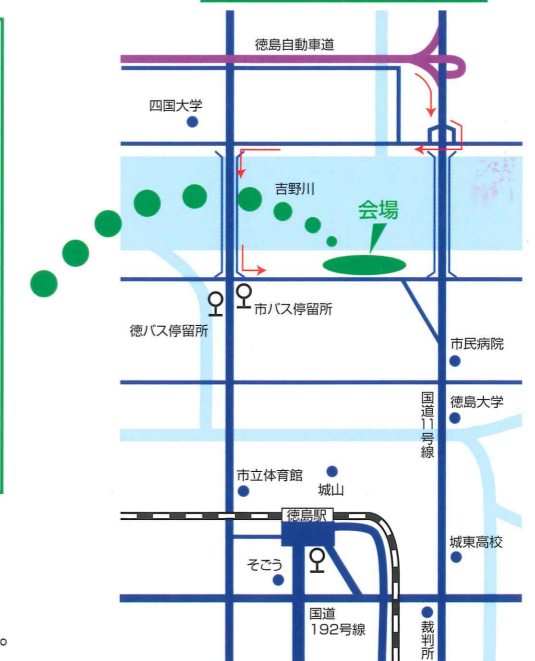 徳島自動車道
四国大学
吉野川
会場
市バス停留所
徳バス停留所
市民病院
国道11号線
徳島大学
市立体育館
城山
徳島駅
城東高校
そごう
国道
192号線
裁判所
。